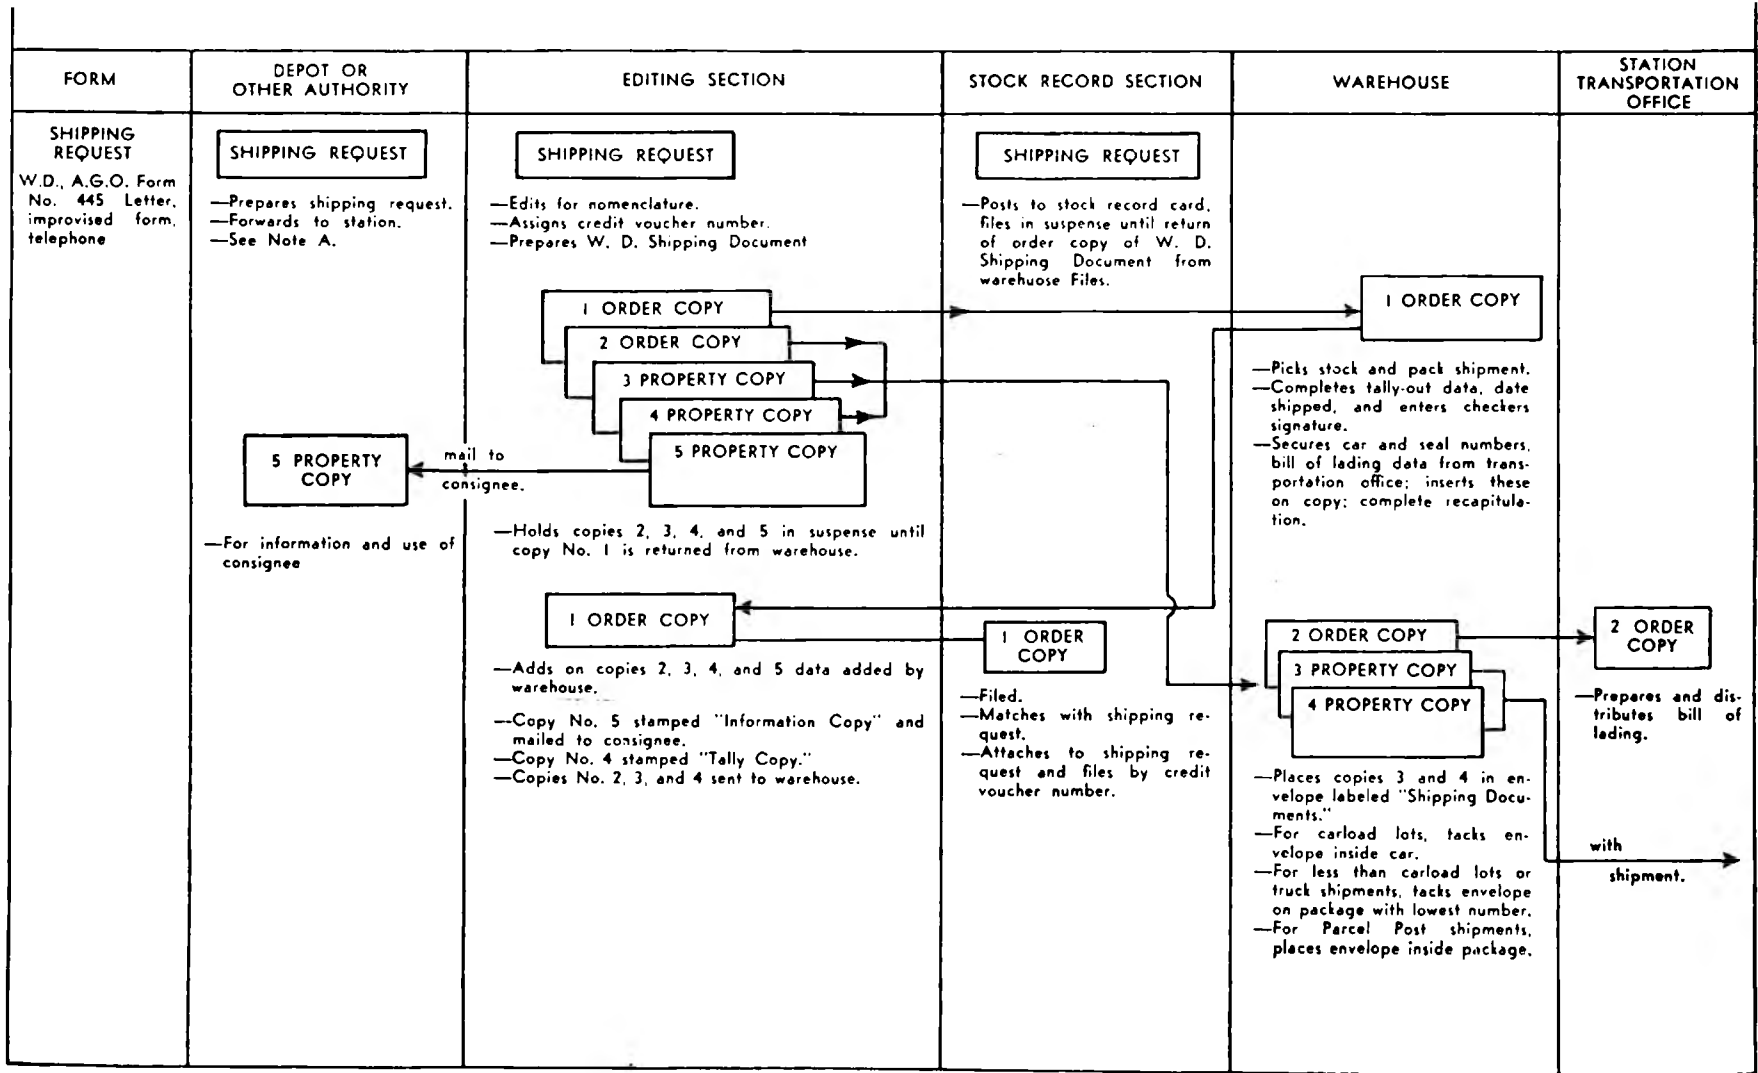 FORM
DEPOT OR
OTHER AUTHORITY
EDITING SECTION
STOCK RECORD SECTION
WAREHOUSE
STATION
TRANSPORTATION
OFFICE
SHIPPING
REQUEST
W.D., A.G.O. Form
No. 445 Letter,
improvised form,
telephone
SHIPPING REQUEST
—Prepares shipping request.
—Forwards to station.
—See Note A.
5 PROPERTY
COPY
—For information and use of
consignee
mail to
consignee.
SHIPPING REQUEST
—Edits for nomenclature.
—Assigns credit voucher number.
—Prepares W. D. Shipping Document
1 ORDER COPY
2 ORDER COPY
3 PROPERTY COPY
4 PROPERTY COPY
5 PROPERTY COPY
—Holds copies 2, 3, 4, and 5 in suspense until
copy No. 1 is returned from warehouse.
1 ORDER COPY
—Adds on copies 2, 3, 4, and 5 data added by
warehouse.
—Copy No. 5 stamped "Information Copy" and
mailed to consignee.
—Copy No. 4 stamped "Tally Copy."
—Copies No. 2, 3, and 4 sent to warehouse.
SHIPPING REQUEST
—Posts to stock record card,
files in suspense until return
of order copy of W. D.
Shipping Document from
warehuose Files.
1 ORDER
COPY
—Filed.
—Matches with shipping re-
quest.
—Attaches to shipping re-
quest and files by credit
voucher number.
1 ORDER COPY
—Picks stock and pack shipment.
—Completes tally-out data, date
shipped, and enters checkers
signature.
—Secures car and seal numbers,
bill of lading data from trans-
portation office; inserts these
on copy; complete recapitula-
tion.
2 ORDER COPY
3 PROPERTY COPY
4 PROPERTY COPY
—Places copies 3 and 4 in en-
velope labeled "Shipping Docu-
ments."
—For carload lots, tacks en-
velope inside car.
—For less than carload lots or
truck shipments, tacks envelope
on package with lowest number.
—For Parcel Post shipments,
places envelope inside package.
2 ORDER
COPY
—Prepares and dis-
tributes bill of
lading.
with
shipment.